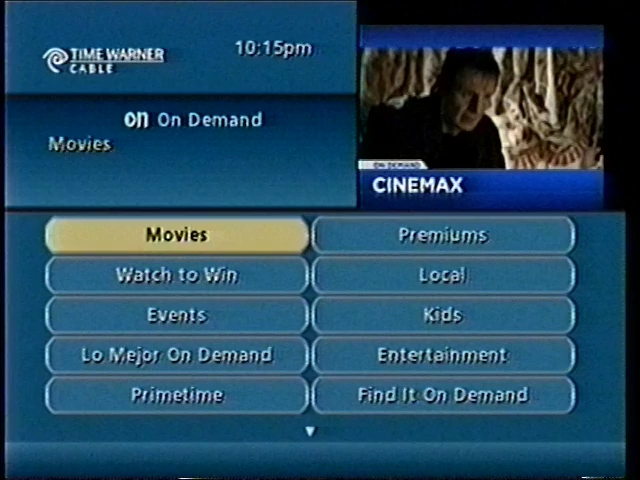 TIME WARNER
CABLE
10:15pm
on On Demand
Movies
ON DEMAND
CINEMAX
Movies
Premiums
Watch to Win
Local
Events
Kids
Lo Mejor On Demand
Entertainment
Primetime
Find It On Demand